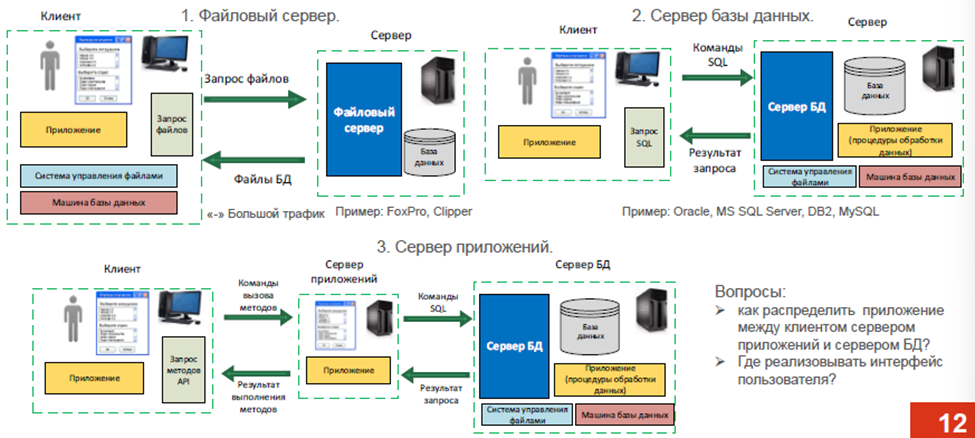 1. Файловый сервер.
Клиент
Сервер
Запрос файлов
Приложение
Запрос
файлов
Файловый
сервер
База
данных
Система управления файлами
Машина базы данных
Файлы БД
«-» Большой трафик
Пример: FoxPro, Clipper
2. Сервер базы данных.
Клиент
Сервер
Команды
SQL
Приложение
Запрос
SQL
Результат
запроса
Сервер БД
База
данных
Приложение
(процедуры обработки
данных)
Система управления
файлами
Машина базы данных
Пример: Oracle, MS SQL Server, DB2, MySQL
3. Сервер приложений.
Клиент
Сервер
приложений
Сервер БД
Команды
вызова
методов
Приложение
Запрос
методов
API
Результат
выполнения
методов
Приложение
Команды
SQL
Результат
запроса
Сервер БД
База
данных
Приложение
(процедуры обработки
данных)
Система управления
файлами
Машина базы данных
Вопросы:
как распределить приложение
между клиентом сервером
приложений и сервером БД?
Где реализовывать интерфейс
пользователя?
12